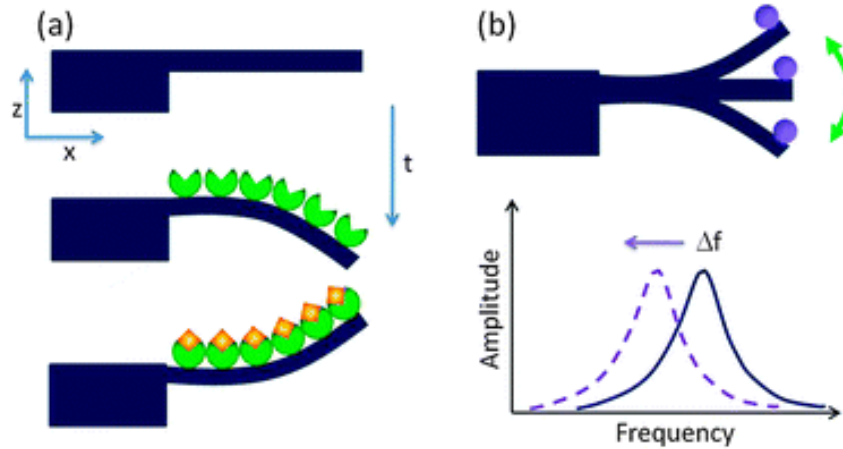 (a)
z
x
t
(b)
Δf
Amplitude
Frequency